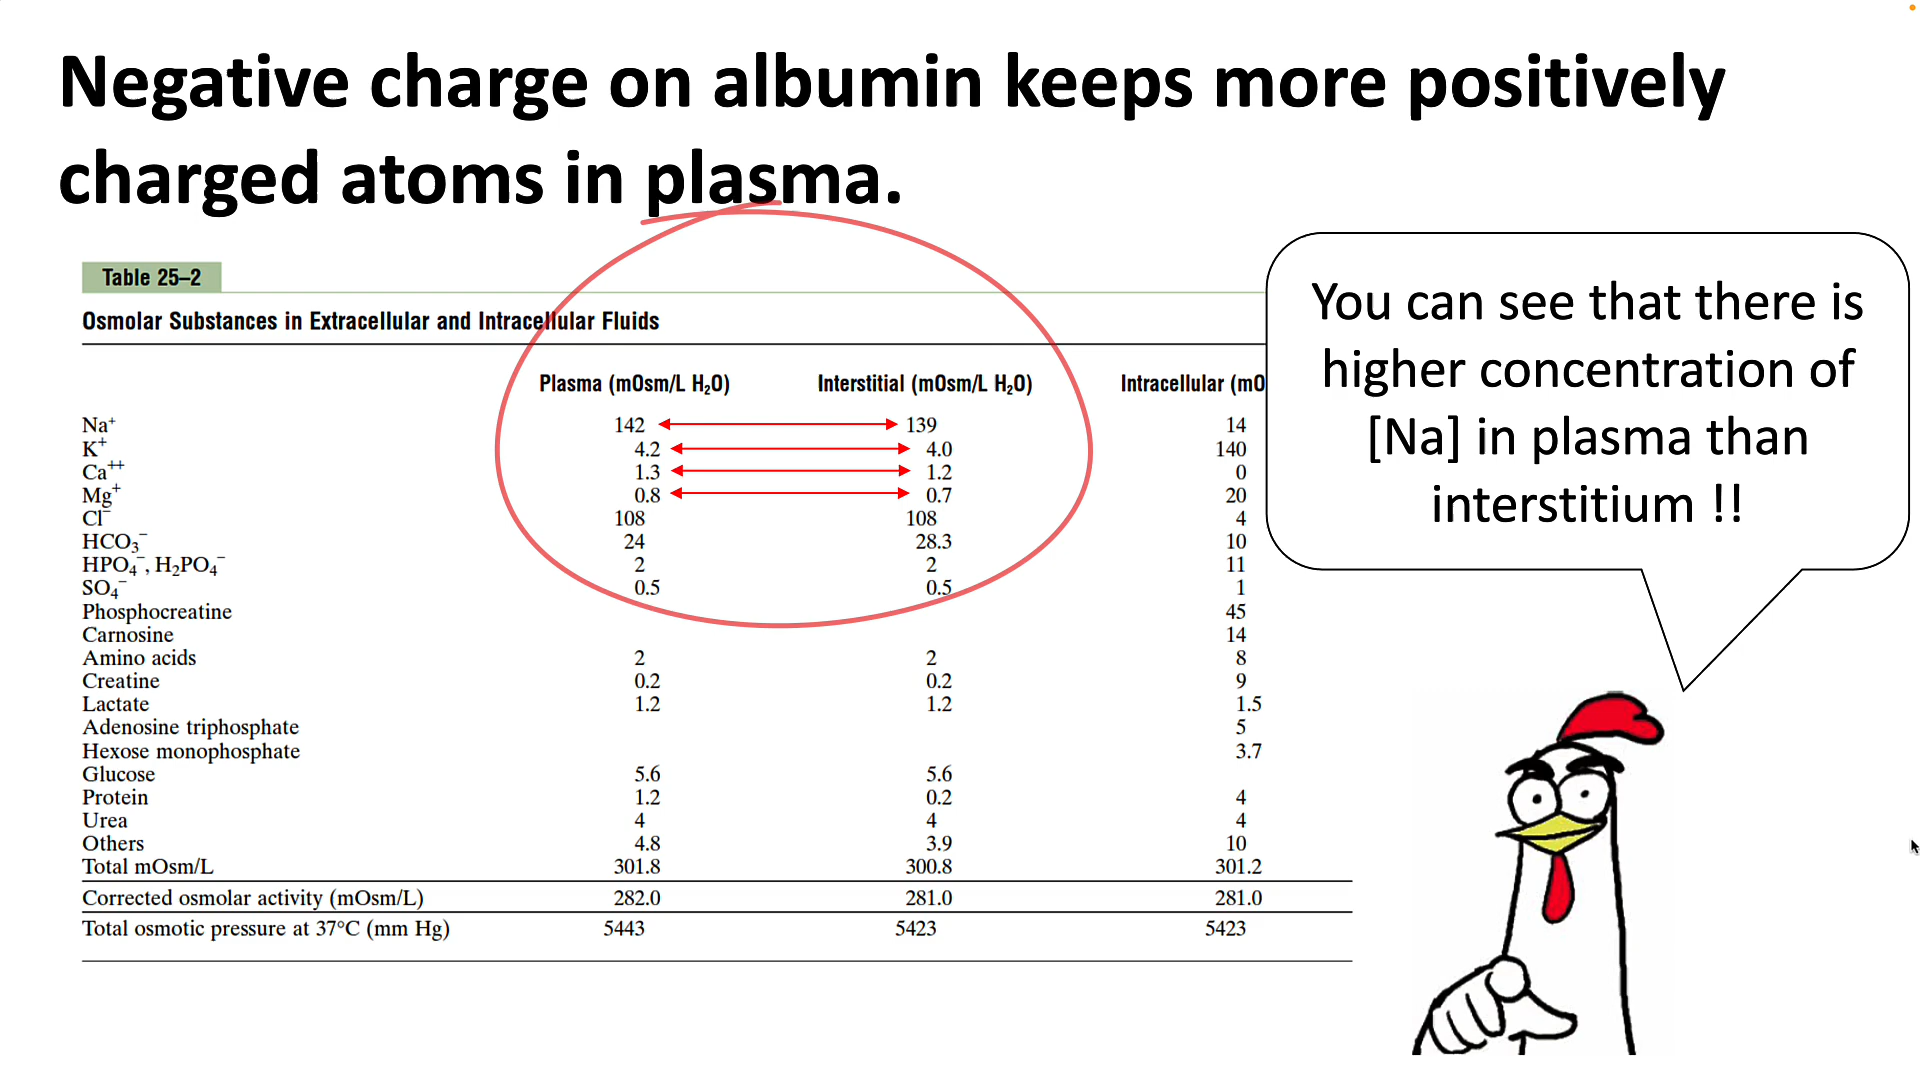 Negative charge on albumin keeps more positively
charged atoms in plasma.
Table 25–2
Osmolar Substances in Extracellular and Intracellular Fluids
Plasma (mOsm/L H₂O) Interstitial (mOsm/L H₂O) Intracellular (mO
Na⁺ 142 139 14
K⁺ 4.2 4.0 140
Ca⁺⁺ 1.3 1.2 0
Mg⁺ 0.8 0.7 20
Cl⁻ 108 108 4
HCO₃⁻ 24 28.3 10
HPO₄⁻, H₂PO₄⁻ 2 2 11
SO₄⁻ 0.5 0.5 1
Phosphocreatine 45
Carnosine 14
Amino acids 2 2 8
Creatine 0.2 0.2 9
Lactate 1.2 1.2 1.5
Adenosine triphosphate 5
Hexose monophosphate 3.7
Glucose 5.6 5.6
Protein 1.2 0.2 4
Urea 4 4 4
Others 4.8 3.9 10
Total mOsm/L 301.8 300.8 301.2
Corrected osmolar activity (mOsm/L) 282.0 281.0 281.0
Total osmotic pressure at 37°C (mm Hg) 5443 5423 5423
You can see that there is
higher concentration of
[Na] in plasma than
interstitium !!